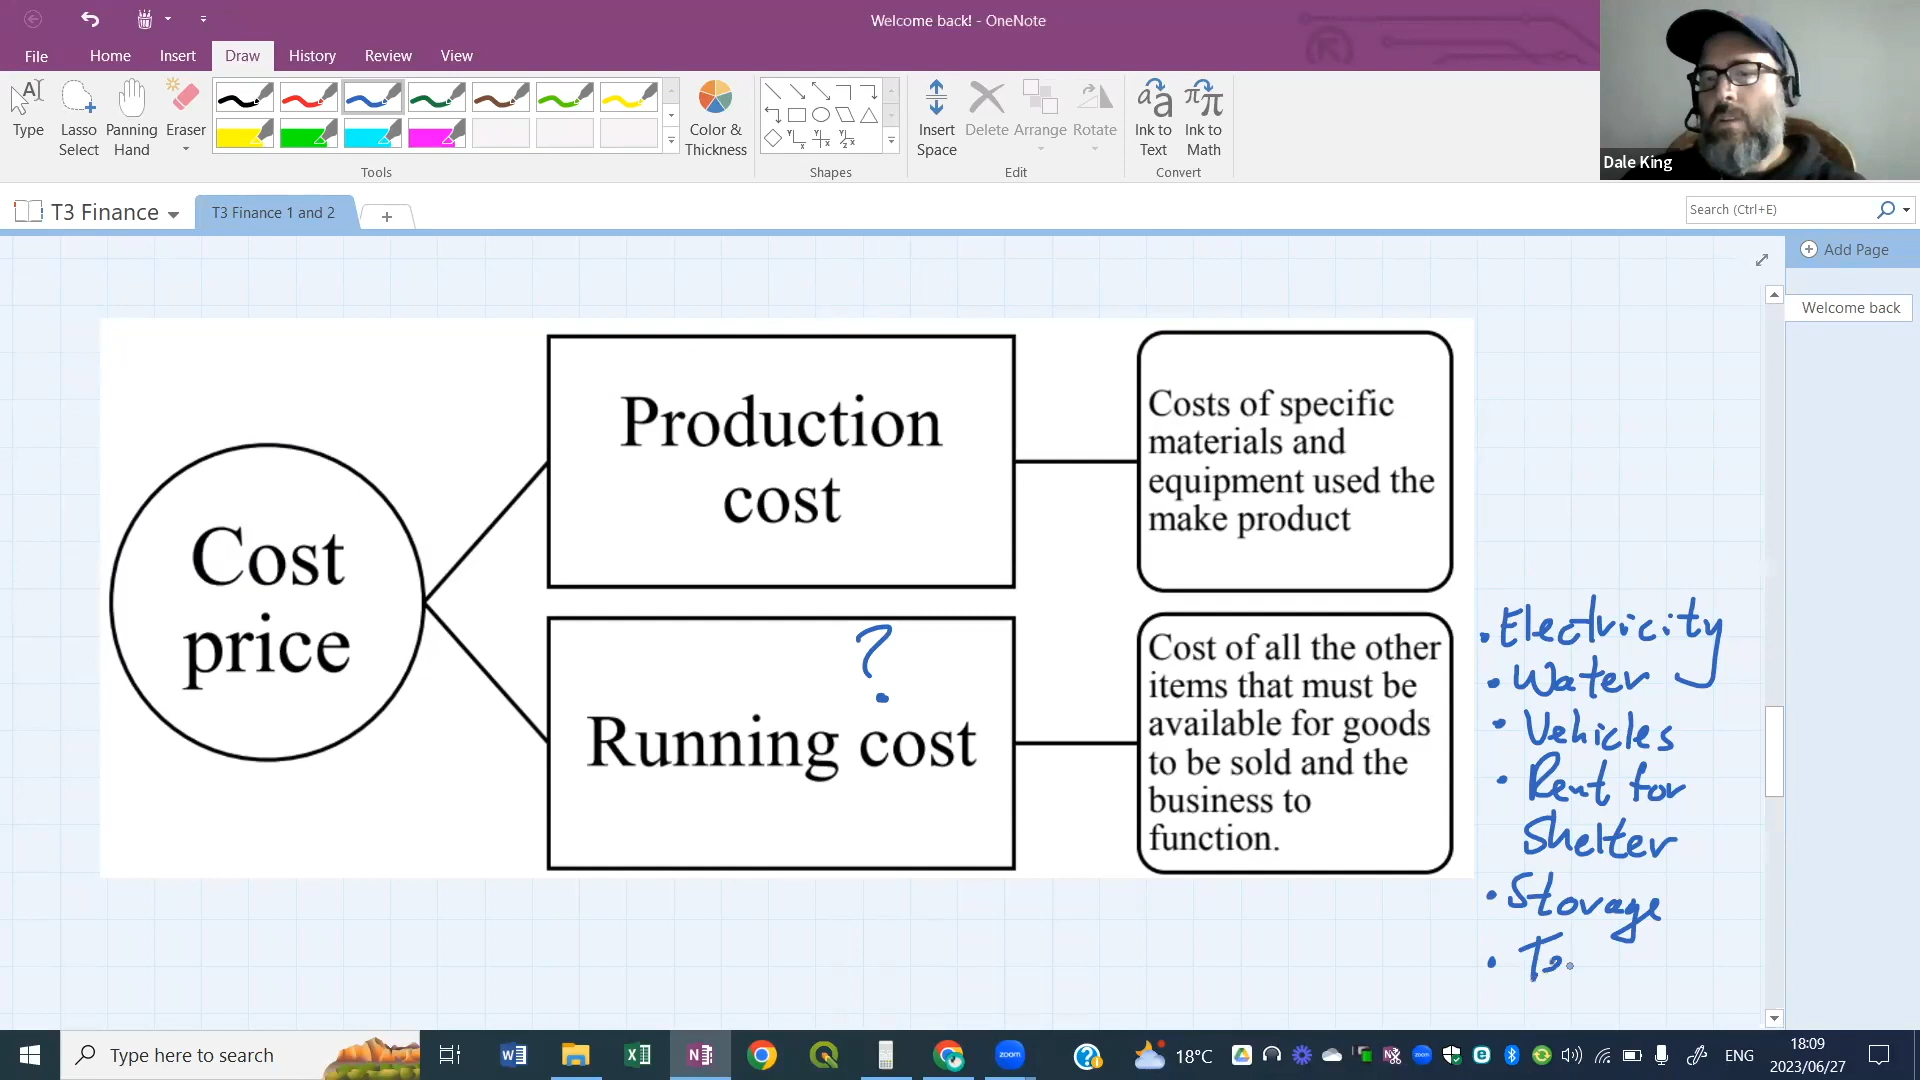 Welcome back! - OneNote
File
Home
Insert
Draw
History
Review
View
Type
Lasso
Select
Panning
Hand
Eraser
Color &
Thickness
Insert
Space
Delete
Arrange
Rotate
Ink to
Text
Ink to
Math
Tools
Shapes
Edit
Convert
Dale King
T3 Finance
T3 Finance 1 and 2
Search (Ctrl+E)
Add Page
Welcome back
Cost
price
Production
cost
Costs of specific
materials and
equipment used the
make product
?
Running cost
Cost of all the other
items that must be
available for goods
to be sold and the
business to
function.
• Electricity
• Water
• Vehicles
• Rent for
Shelter
• Storage
• To
Type here to search
zoom
18°C
ENG
18:09
2023/06/27